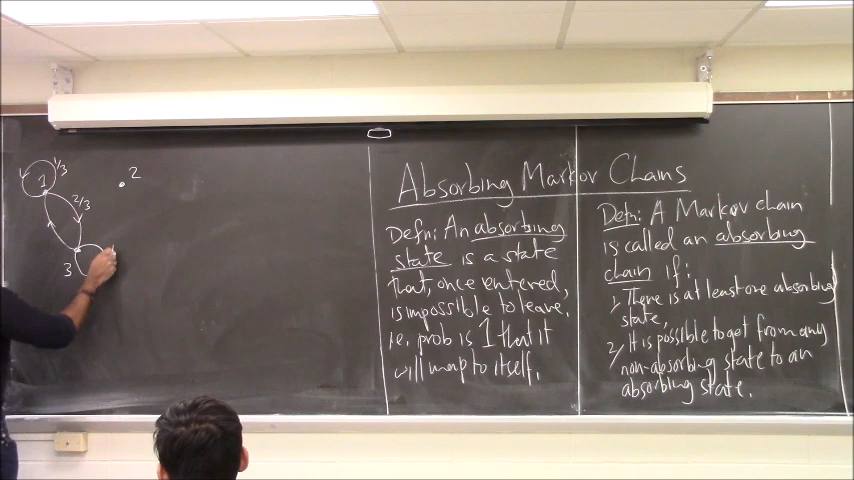 1/3
1
2
2/3
3
Absorbing Markov Chains
Defn: An absorbing
state is a state
that, once entered,
is impossible to leave.
i.e. prob is 1 that it
will map to itself.
Defn: A Markov chain
is called an absorbing
chain if:
1, There is at least one absorbing
state,
2, It is possible to get from any
non-absorbing state to an
absorbing state.